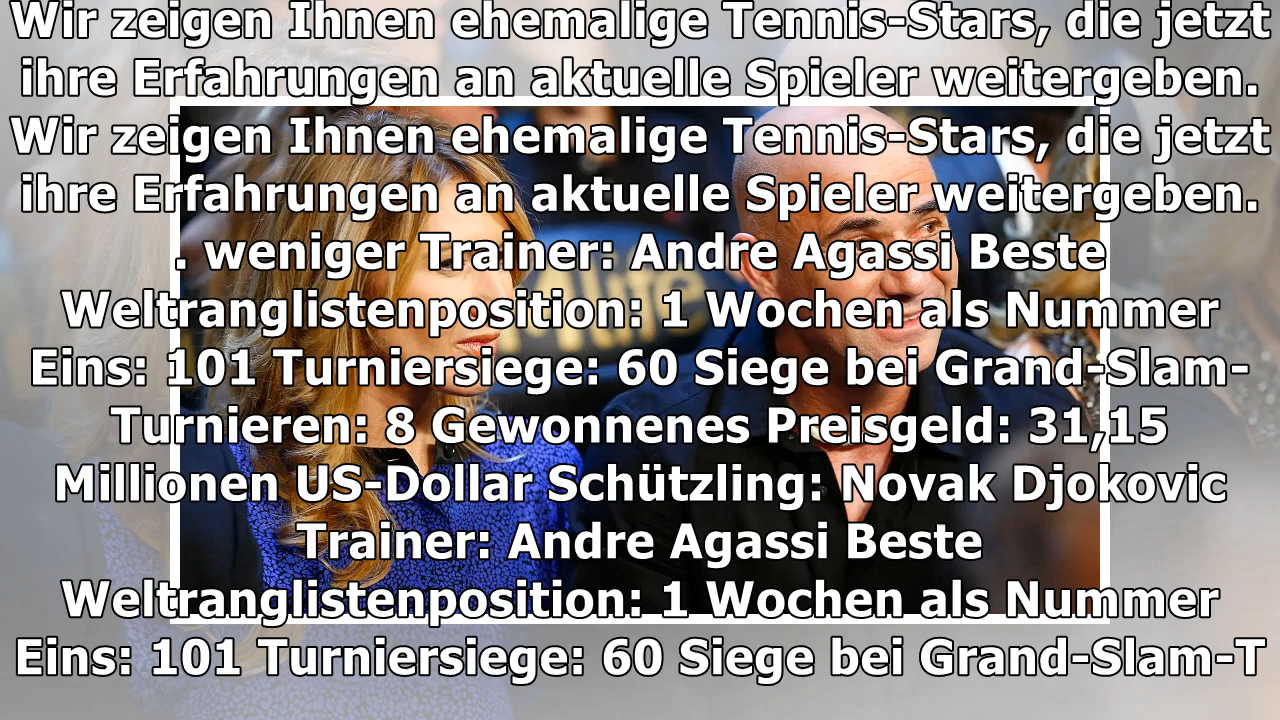 Wir zeigen Ihnen ehemalige Tennis-Stars, die jetzt
ihre Erfahrungen an aktuelle Spieler weitergeben.
Wir zeigen Ihnen ehemalige Tennis-Stars, die jetzt
ihre Erfahrungen an aktuelle Spieler weitergeben.
. weniger Trainer: Andre Agassi Beste
Weltranglistenposition: 1 Wochen als Nummer
Eins: 101 Turniersiege: 60 Siege bei Grand-Slam-
Turnieren: 8 Gewonnenes Preisgeld: 31,15
Millionen US-Dollar Schützling: Novak Djokovic
Trainer: Andre Agassi Beste
Weltranglistenposition: 1 Wochen als Nummer
Eins: 101 Turniersiege: 60 Siege bei Grand-Slam-T